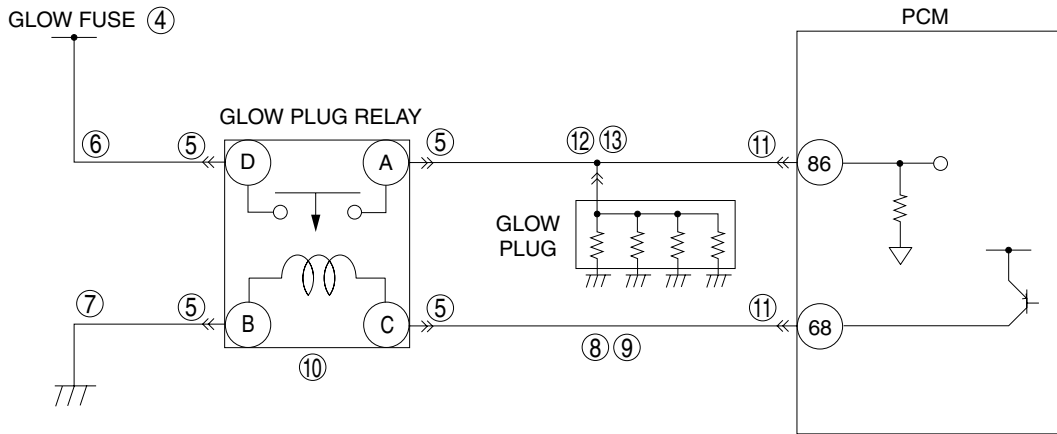 GLOW FUSE ④
PCM
GLOW PLUG RELAY
⑥ ⑤ ⑤ ⑫ ⑬ ⑪
D A 86
GLOW
PLUG
⑦ ⑤ ⑤ ⑪
B C 68
⑧ ⑨
⑩